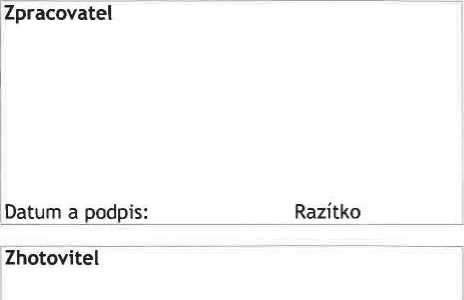 Zpracovatel
Datum a podpis: Razítko
Zhotovitel